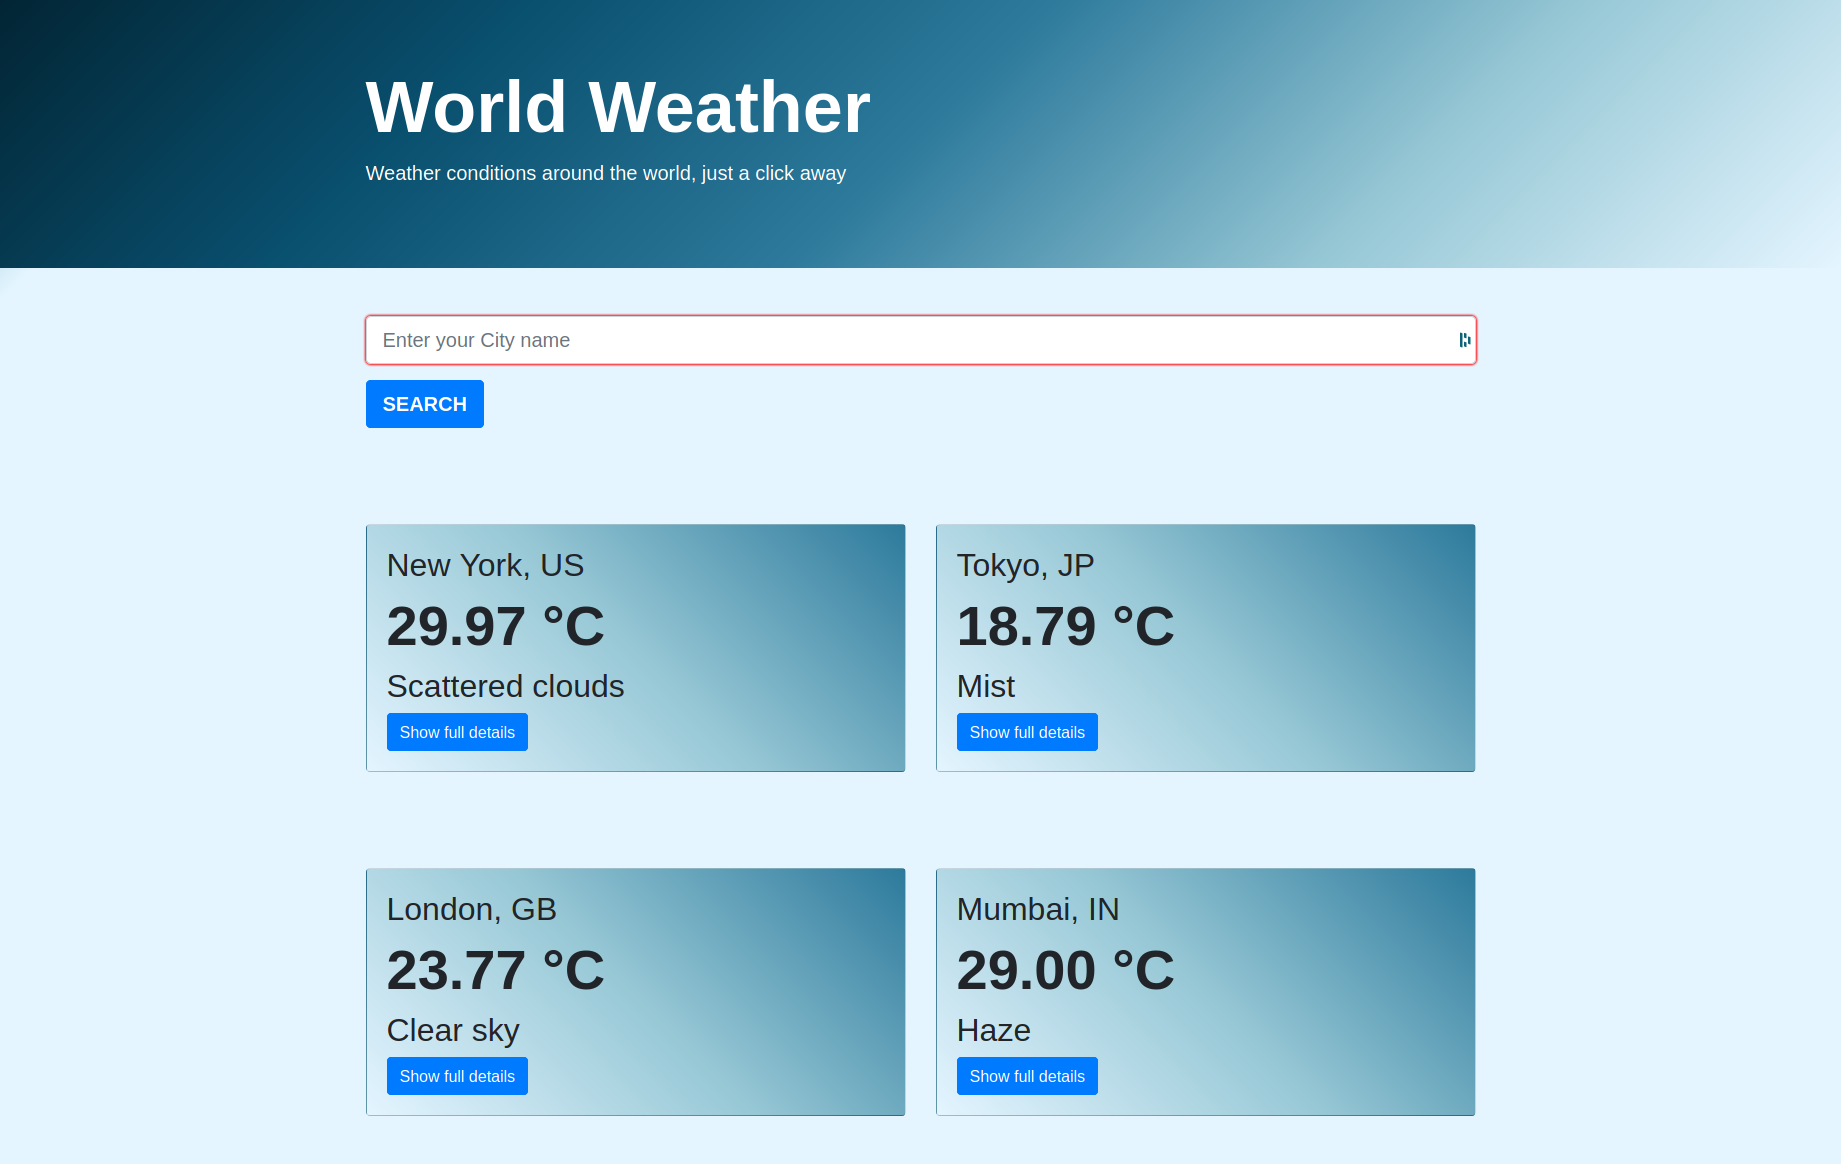 World Weather
Weather conditions around the world, just a click away
Enter your City name
SEARCH
New York, US
29.97 °C
Scattered clouds
Show full details
Tokyo, JP
18.79 °C
Mist
Show full details
London, GB
23.77 °C
Clear sky
Show full details
Mumbai, IN
29.00 °C
Haze
Show full details